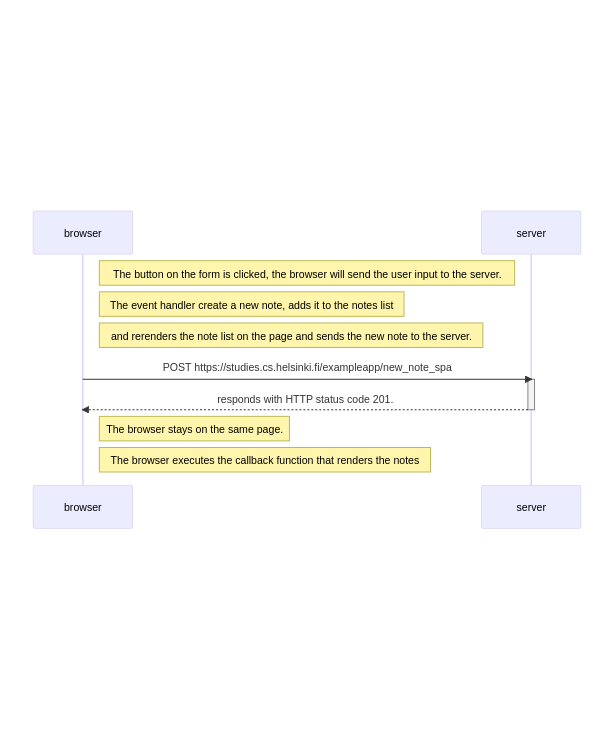 browser
server
The button on the form is clicked, the browser will send the user input to the server.
The event handler create a new note, adds it to the notes list
and rerenders the note list on the page and sends the new note to the server.
POST https://studies.cs.helsinki.fi/exampleapp/new_note_spa
responds with HTTP status code 201.
The browser stays on the same page.
The browser executes the callback function that renders the notes
browser
server